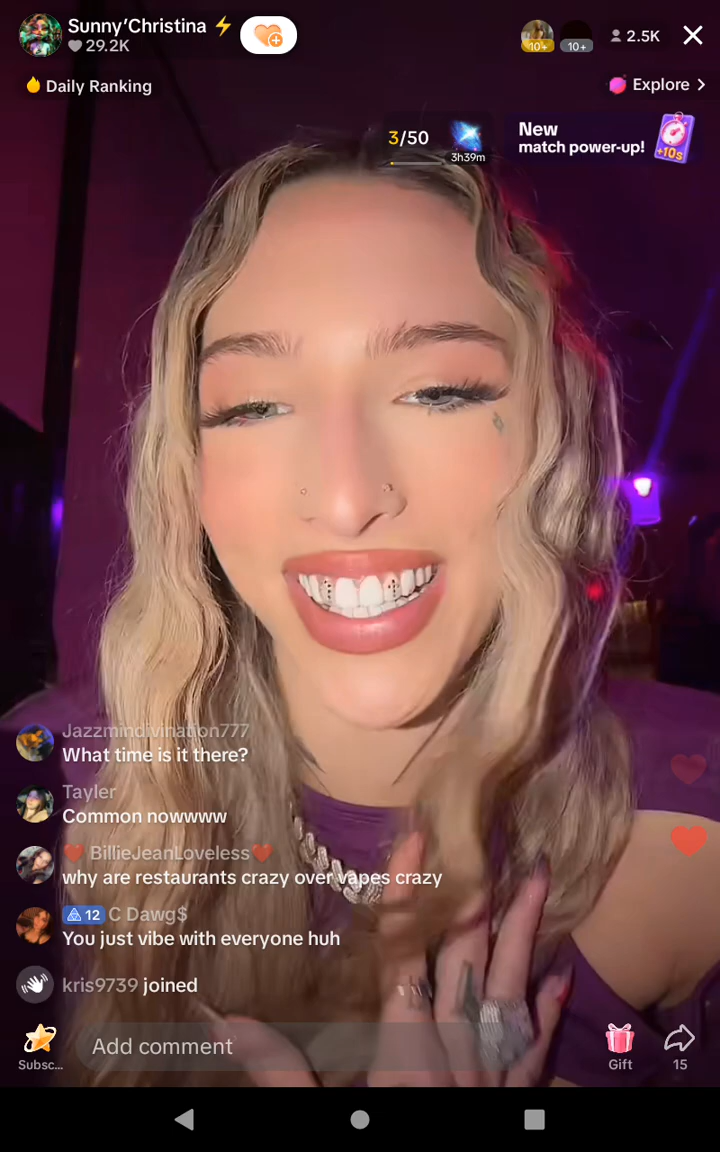 Sunny’Christina ⚡
29.2K
10+
10+
2.5K
Daily Ranking
Explore >
3/50
3h39m
New
match power-up!
+10s
Jazzmindivination777
What time is it there?
Tayler
Common nowwww
❤️ BillieJeanLoveless❤️
why are restaurants crazy over vapes crazy
12 C Dawg$
You just vibe with everyone huh
kris9739 joined
Add comment
Subsc...
Gift
15